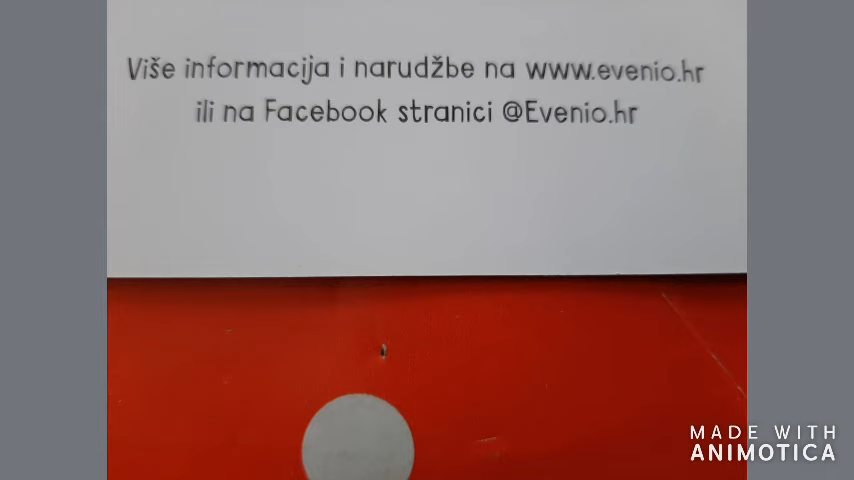 Više informacija i narudžbe na www.evenio.hr
ili na Facebook stranici @Evenio.hr
MADE WITH
ANIMOTICA